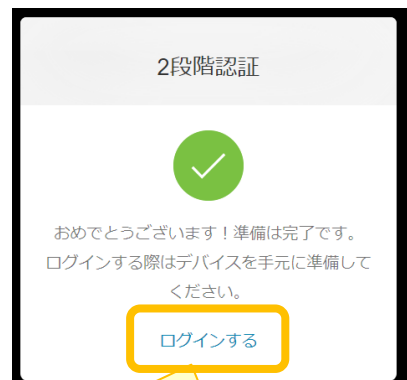 2段階認証
おめでとうございます！準備は完了です。
ログインする際はデバイスを手元に準備して
ください。
ログインする